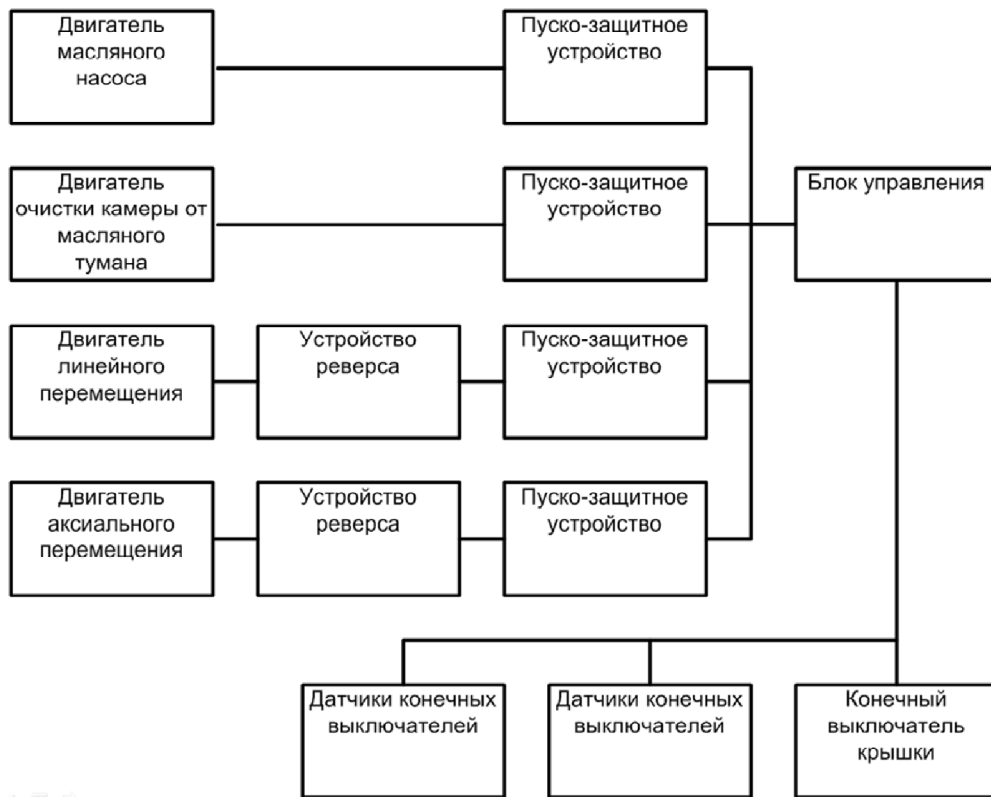 Двигатель
масляного
насоса
Пуско-защитное
устройство
Двигатель
очистки камеры от
масляного
тумана
Пуско-защитное
устройство
Блок управления
Двигатель
линейного
перемещения
Устройство
реверса
Пуско-защитное
устройство
Двигатель
аксиального
перемещения
Устройство
реверса
Пуско-защитное
устройство
Датчики конечных
выключателей
Датчики конечных
выключателей
Конечный
выключатель
крышки